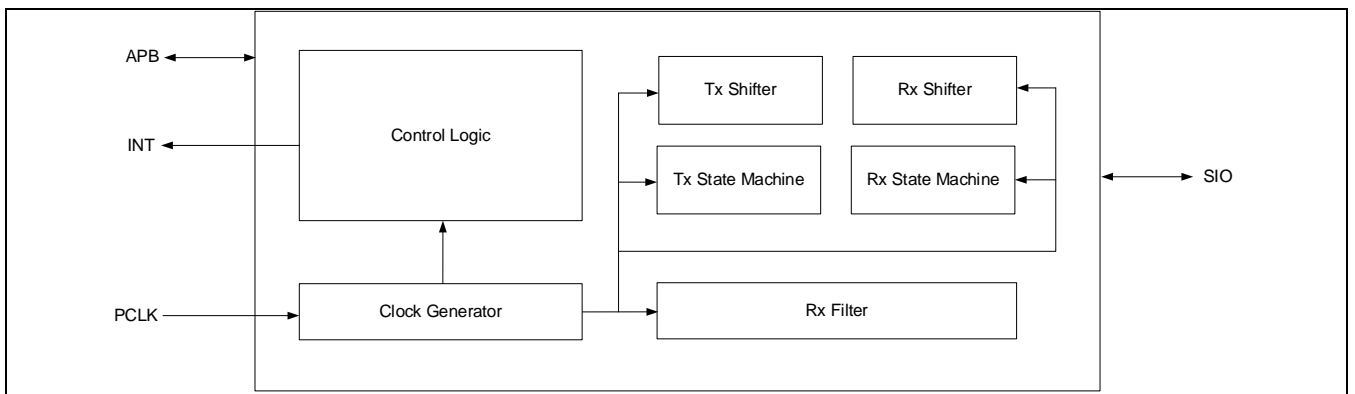 APB
Tx Shifter
Rx Shifter
INT
Control Logic
SIO
Tx State Machine
Rx State Machine
PCLK
Clock Generator
Rx Filter